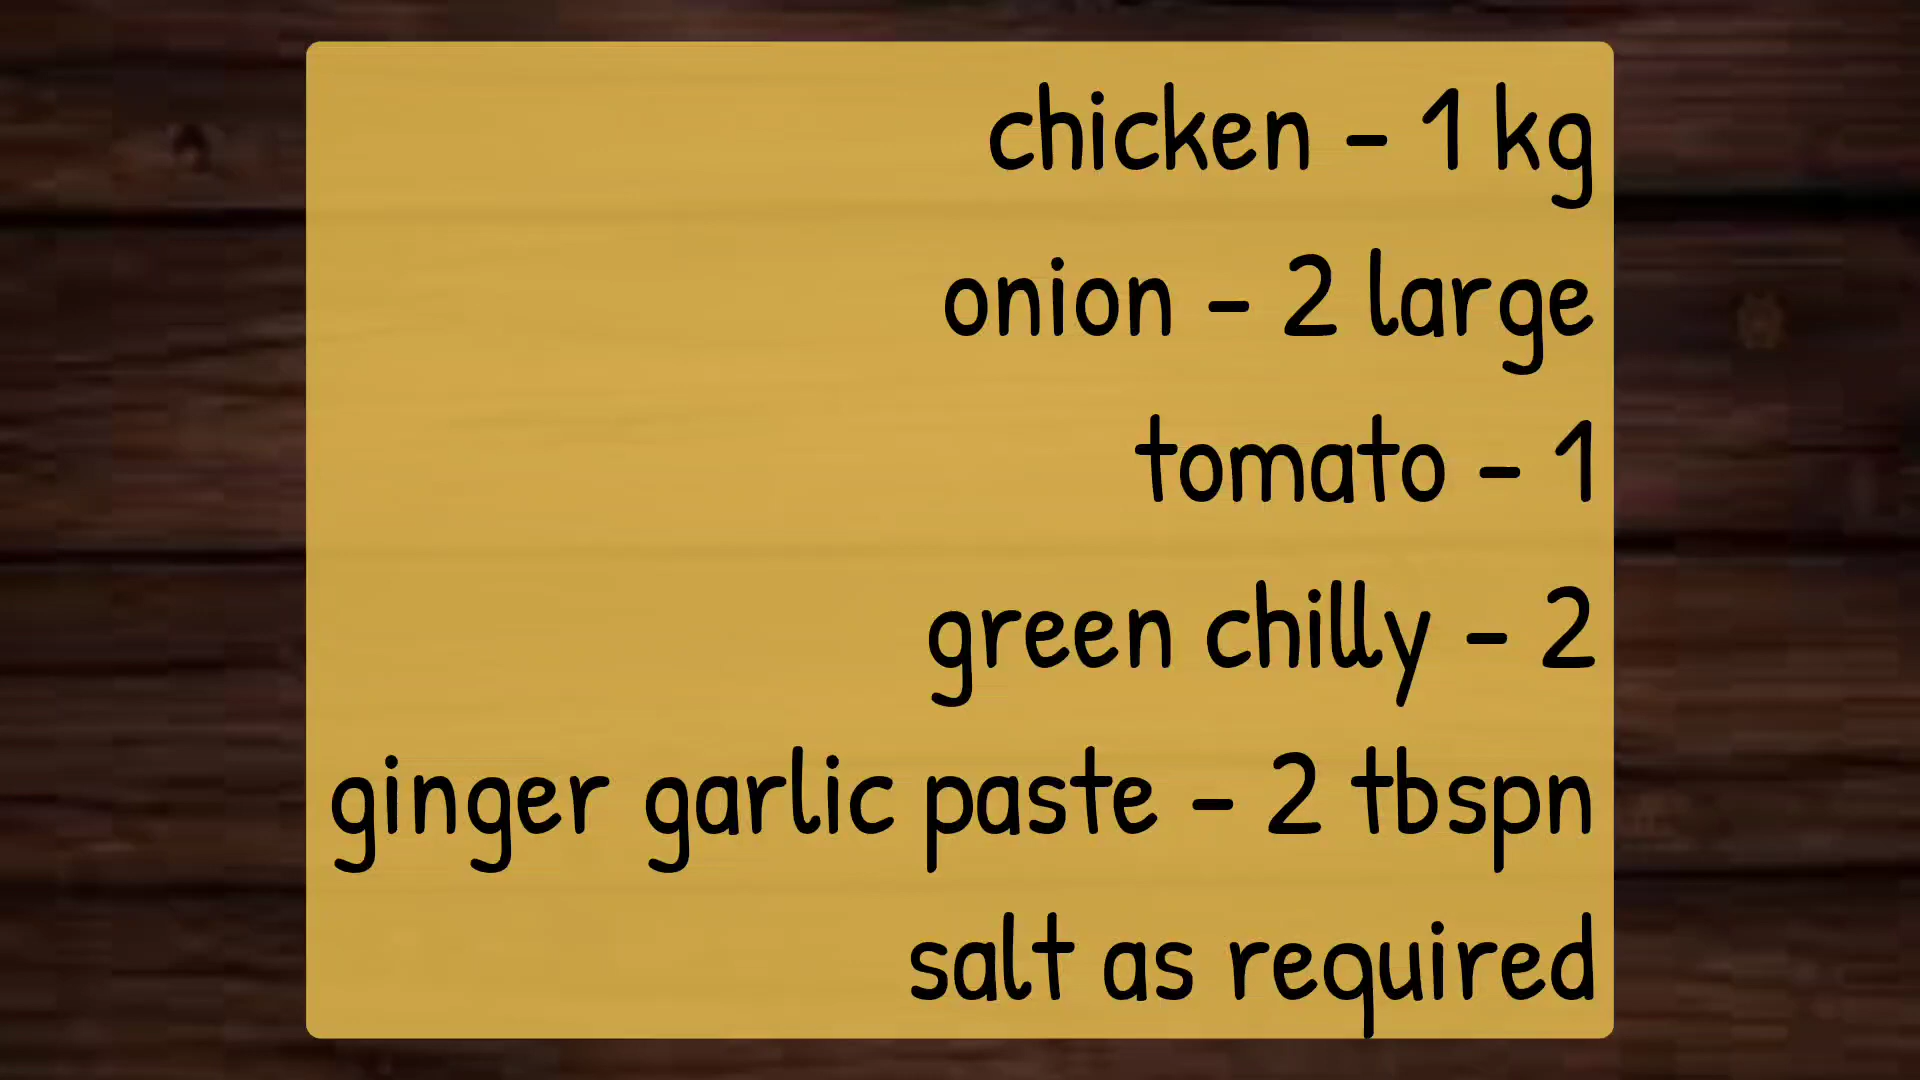 chicken - 1 kg
onion - 2 large
tomato - 1
green chilly - 2
ginger garlic paste - 2 tbspn
salt as required